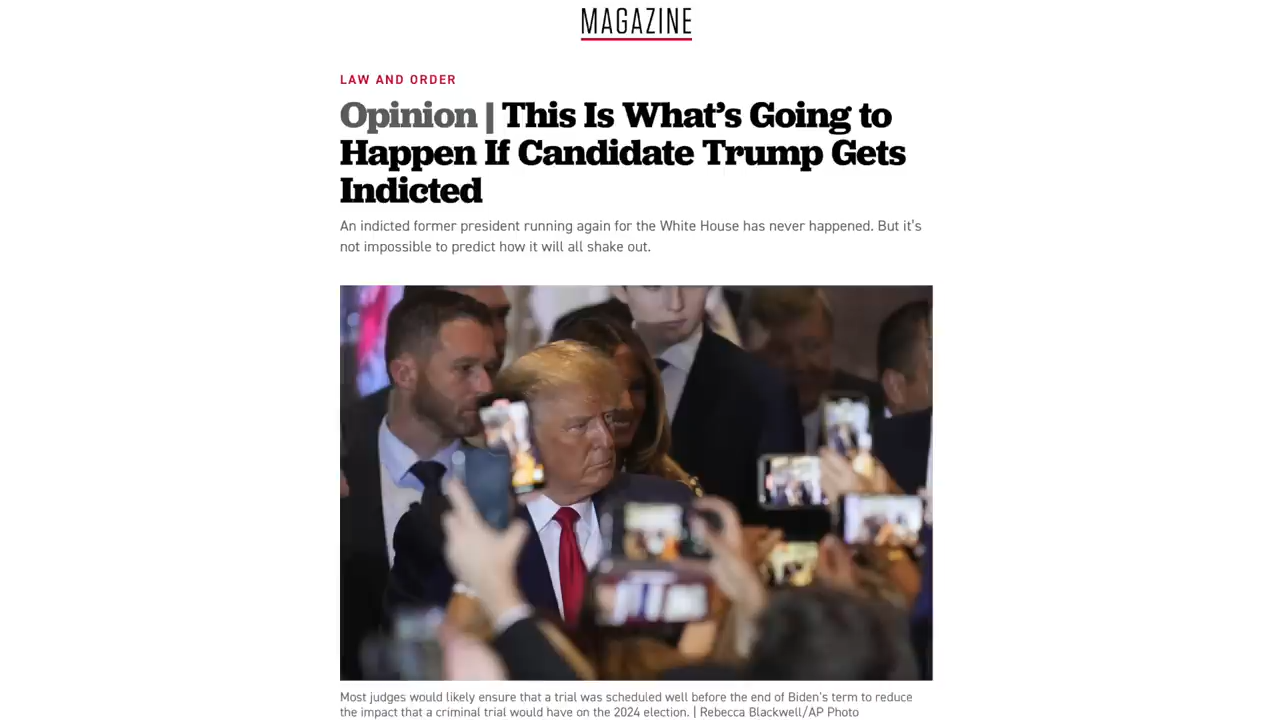 MAGAZINE
LAW AND ORDER
Opinion | This Is What’s Going to
Happen If Candidate Trump Gets
Indicted
An indicted former president running again for the White House has never happened. But it’s
not impossible to predict how it will all shake out.
Most judges would likely ensure that a trial was scheduled well before the end of Biden’s term to reduce
the impact that a criminal trial would have on the 2024 election. | Rebecca Blackwell/AP Photo